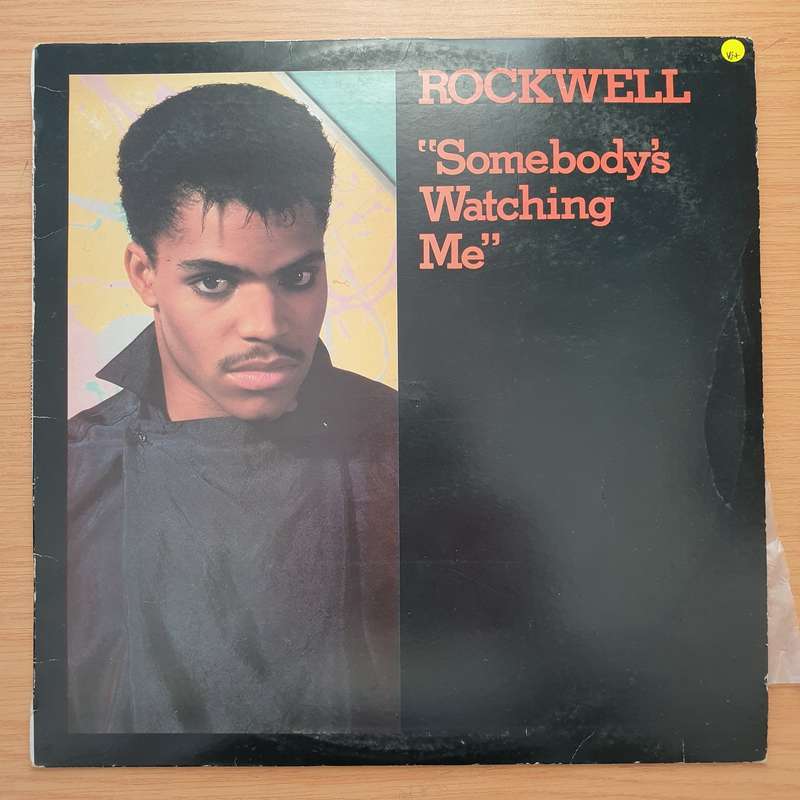 ROCKWELL
“Somebody's
Watching
Me”